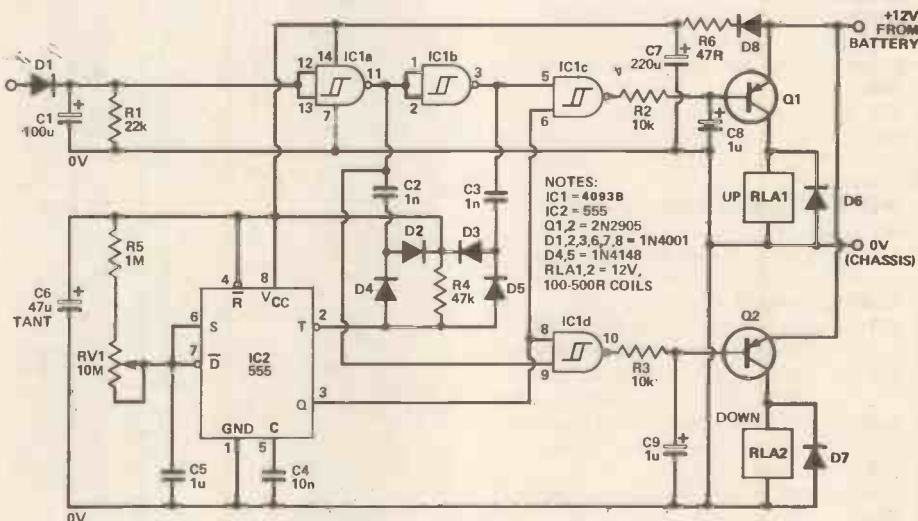 +12V
FROM
BATTERY
D1
C1
100u
R1
22k
0V
12
13
14
IC1a
7
11
1
2
IC1b
3
5
6
IC1c
C7
220u
R6
47R
D8
R2
10k
C8
1u
Q1
UP
RLA1
D6
0V
(CHASSIS)
C2
1n
C3
1n
D2
D3
D4
D5
R4
47k
NOTES:
IC1 = 4093B
IC2 = 555
Q1,2 = 2N2905
D1,2,3,6,7,8 = 1N4001
D4,5 = 1N4148
RLA1,2 = 12V,
100-500R COILS
R5
1M
C6
47u
TANT
RV1
10M
4
R
8
VCC
6
S
7
D
IC2
555
T
2
Q
3
GND
1
C
5
C5
1u
C4
10n
0V
IC1d
8
9
10
R3
10k
C9
1u
Q2
DOWN
RLA2
D7